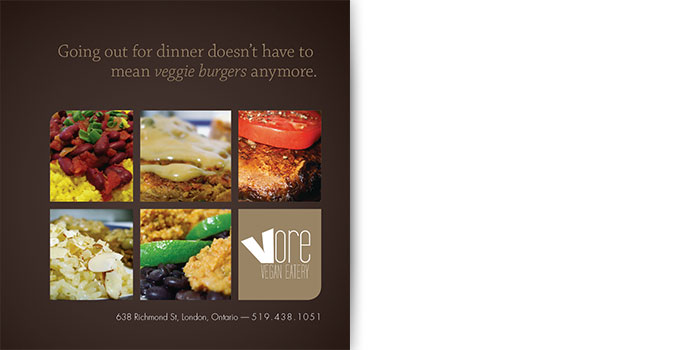 Going out for dinner doesn't have to
mean veggie burgers anymore.
Vore
VEGAN EATERY
638 Richmond St, London, Ontario — 519.438.1051